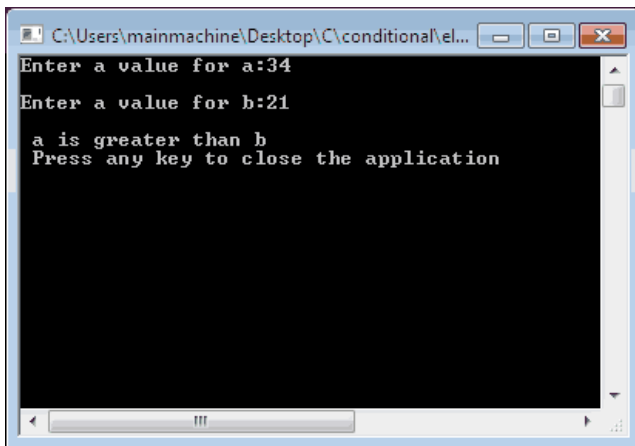 C:\Users\mainmachine\Desktop\C\conditional\el...
Enter a value for a:34
Enter a value for b:21
a is greater than b
Press any key to close the application